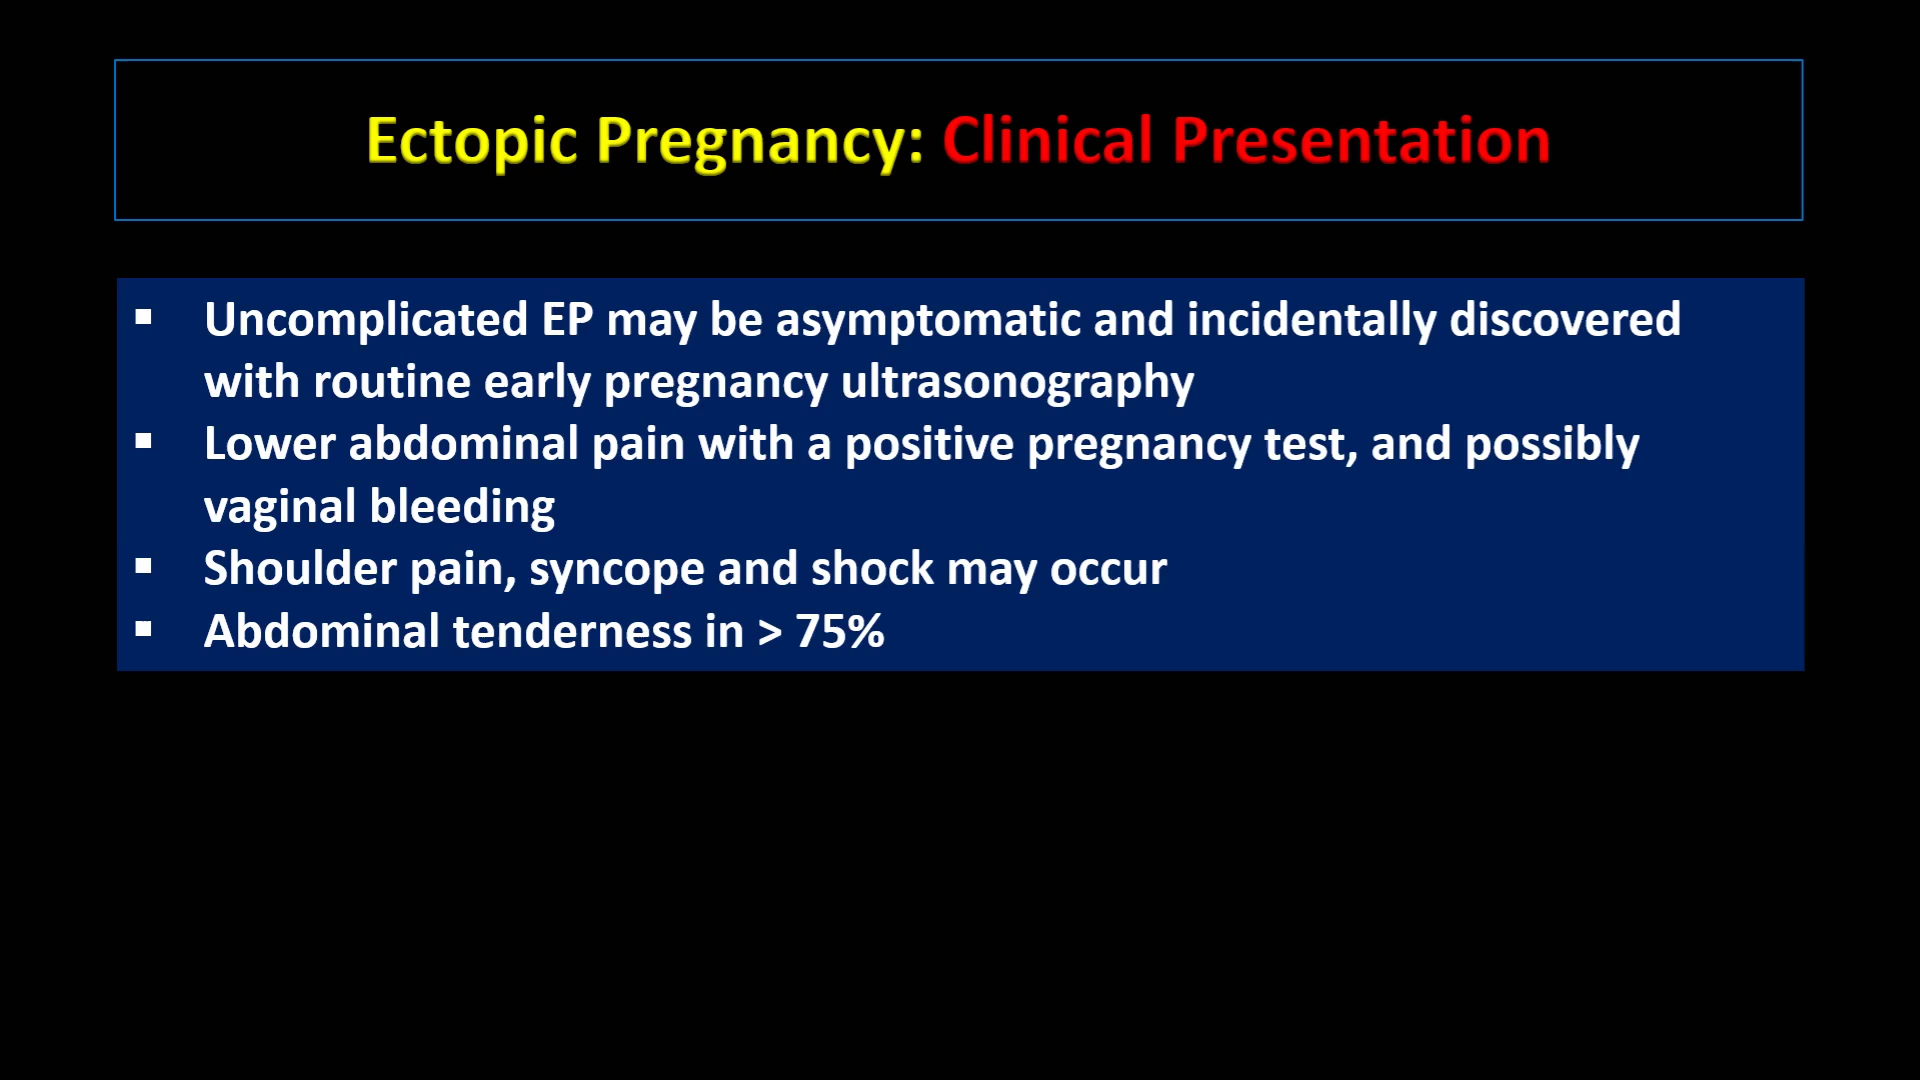 Ectopic Pregnancy: Clinical Presentation
▪ Uncomplicated EP may be asymptomatic and incidentally discovered
with routine early pregnancy ultrasonography
▪ Lower abdominal pain with a positive pregnancy test, and possibly
vaginal bleeding
▪ Shoulder pain, syncope and shock may occur
▪ Abdominal tenderness in > 75%